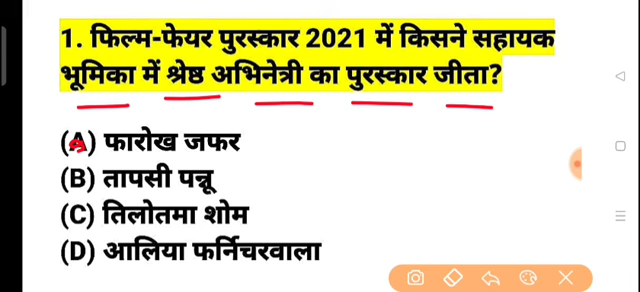 1. फिल्म-फेयर पुरस्कार 2021 में किसने सहायक
भूमिका में श्रेष्ठ अभिनेत्री का पुरस्कार जीता?
(A) फारोख जफर
(B) तापसी पन्नू
(C) तिलोतमा शोम
(D) आलिया फर्निचरवाला